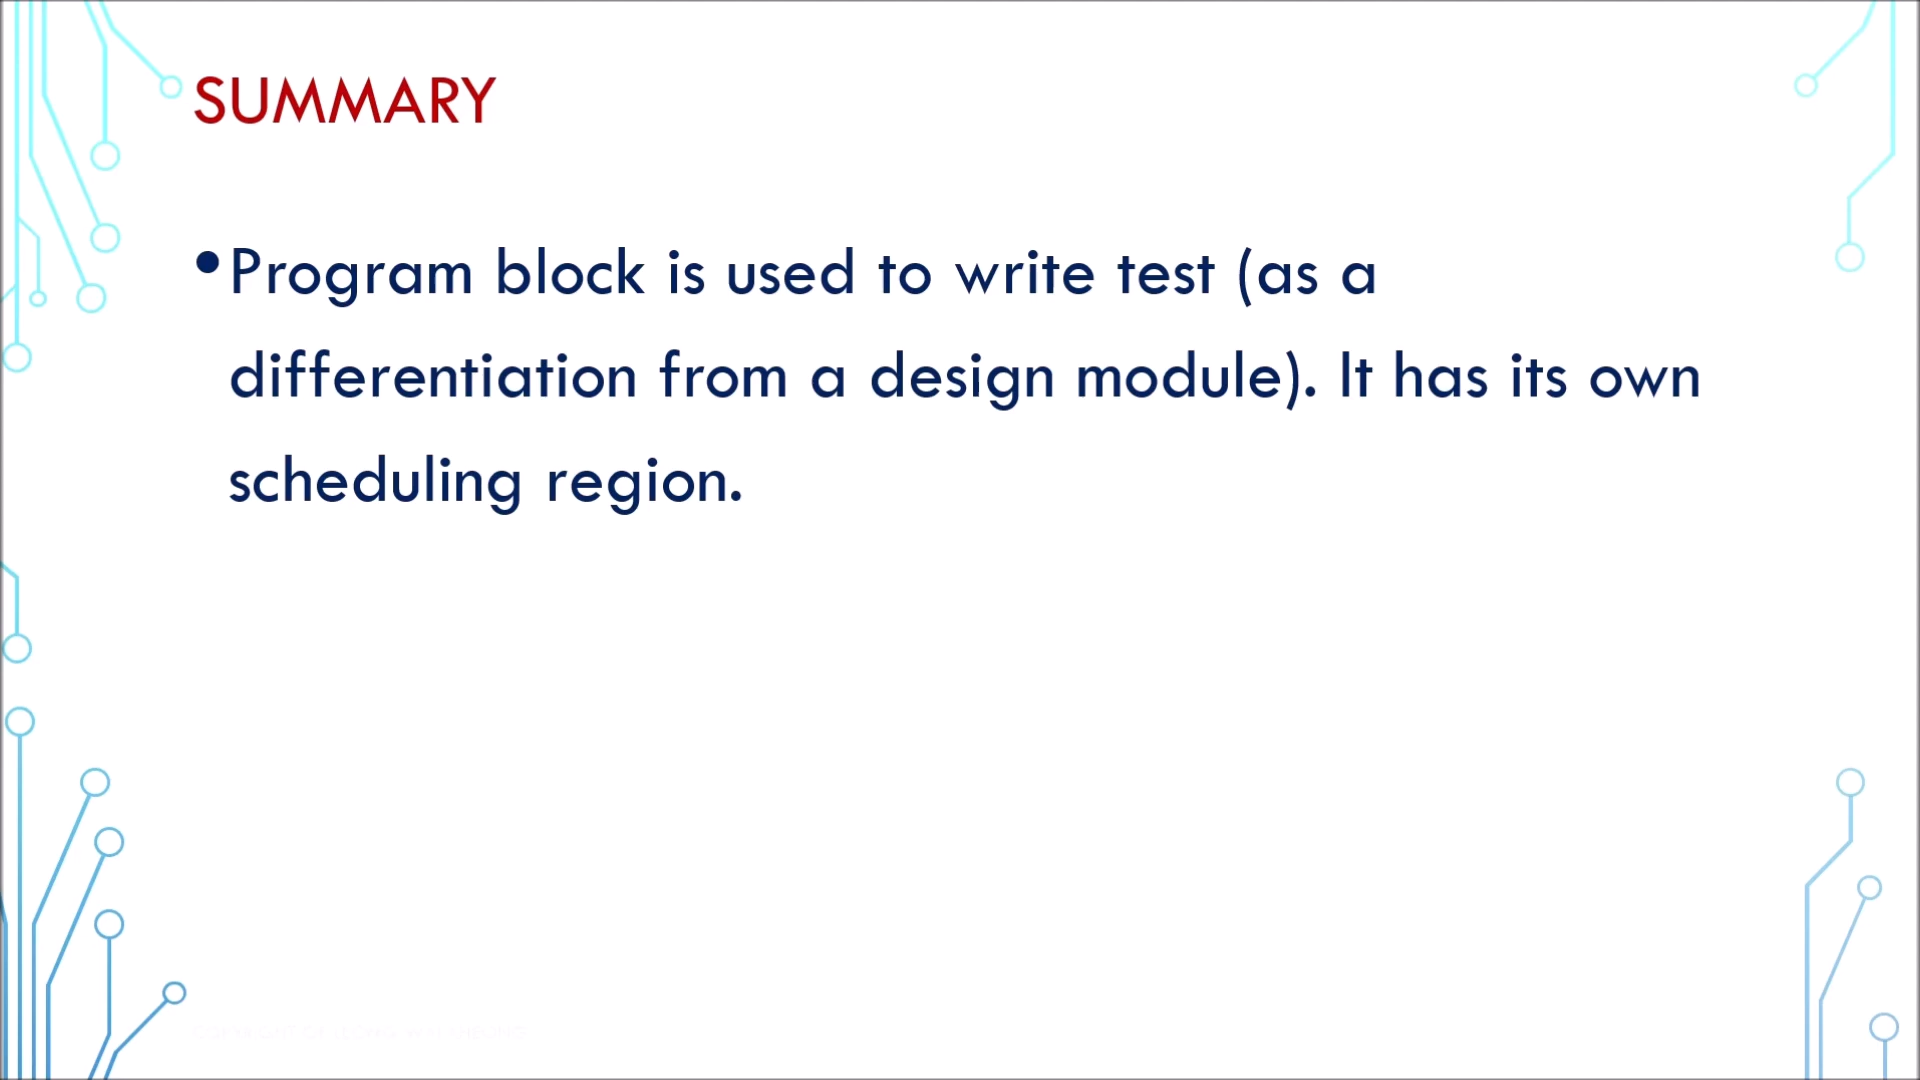 SUMMARY
•Program block is used to write test (as a
differentiation from a design module). It has its own
scheduling region.